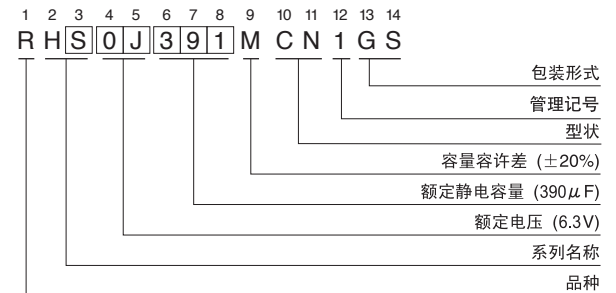 1 2 3 4 5 6 7 8 9 10 11 12 13 14
R H S 0 J 3 9 1 M C N 1 G S
包装形式
管理记号
型状
容量容许差 (±20%)
额定静电容量 (390μF)
额定电压 (6.3V)
系列名称
品种